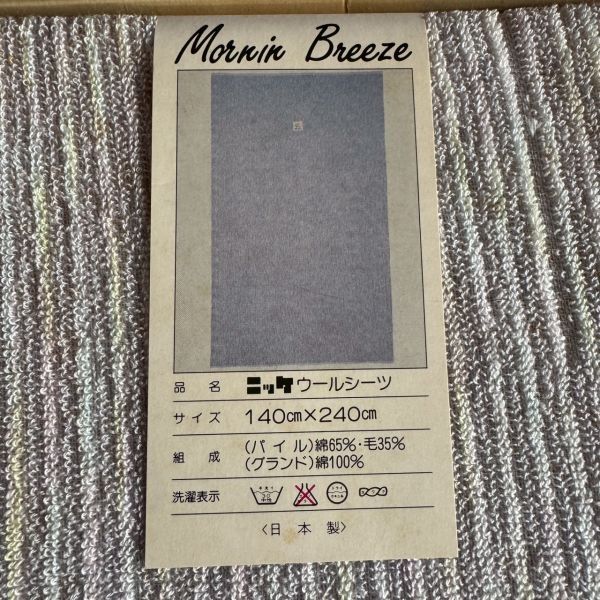 Mornin Breeze
品名 ニッケウールシーツ
サイズ 140㎝×240㎝
組成 (パイル)綿65%・毛35%
(グランド)綿100%
洗濯表示
〈日本製〉